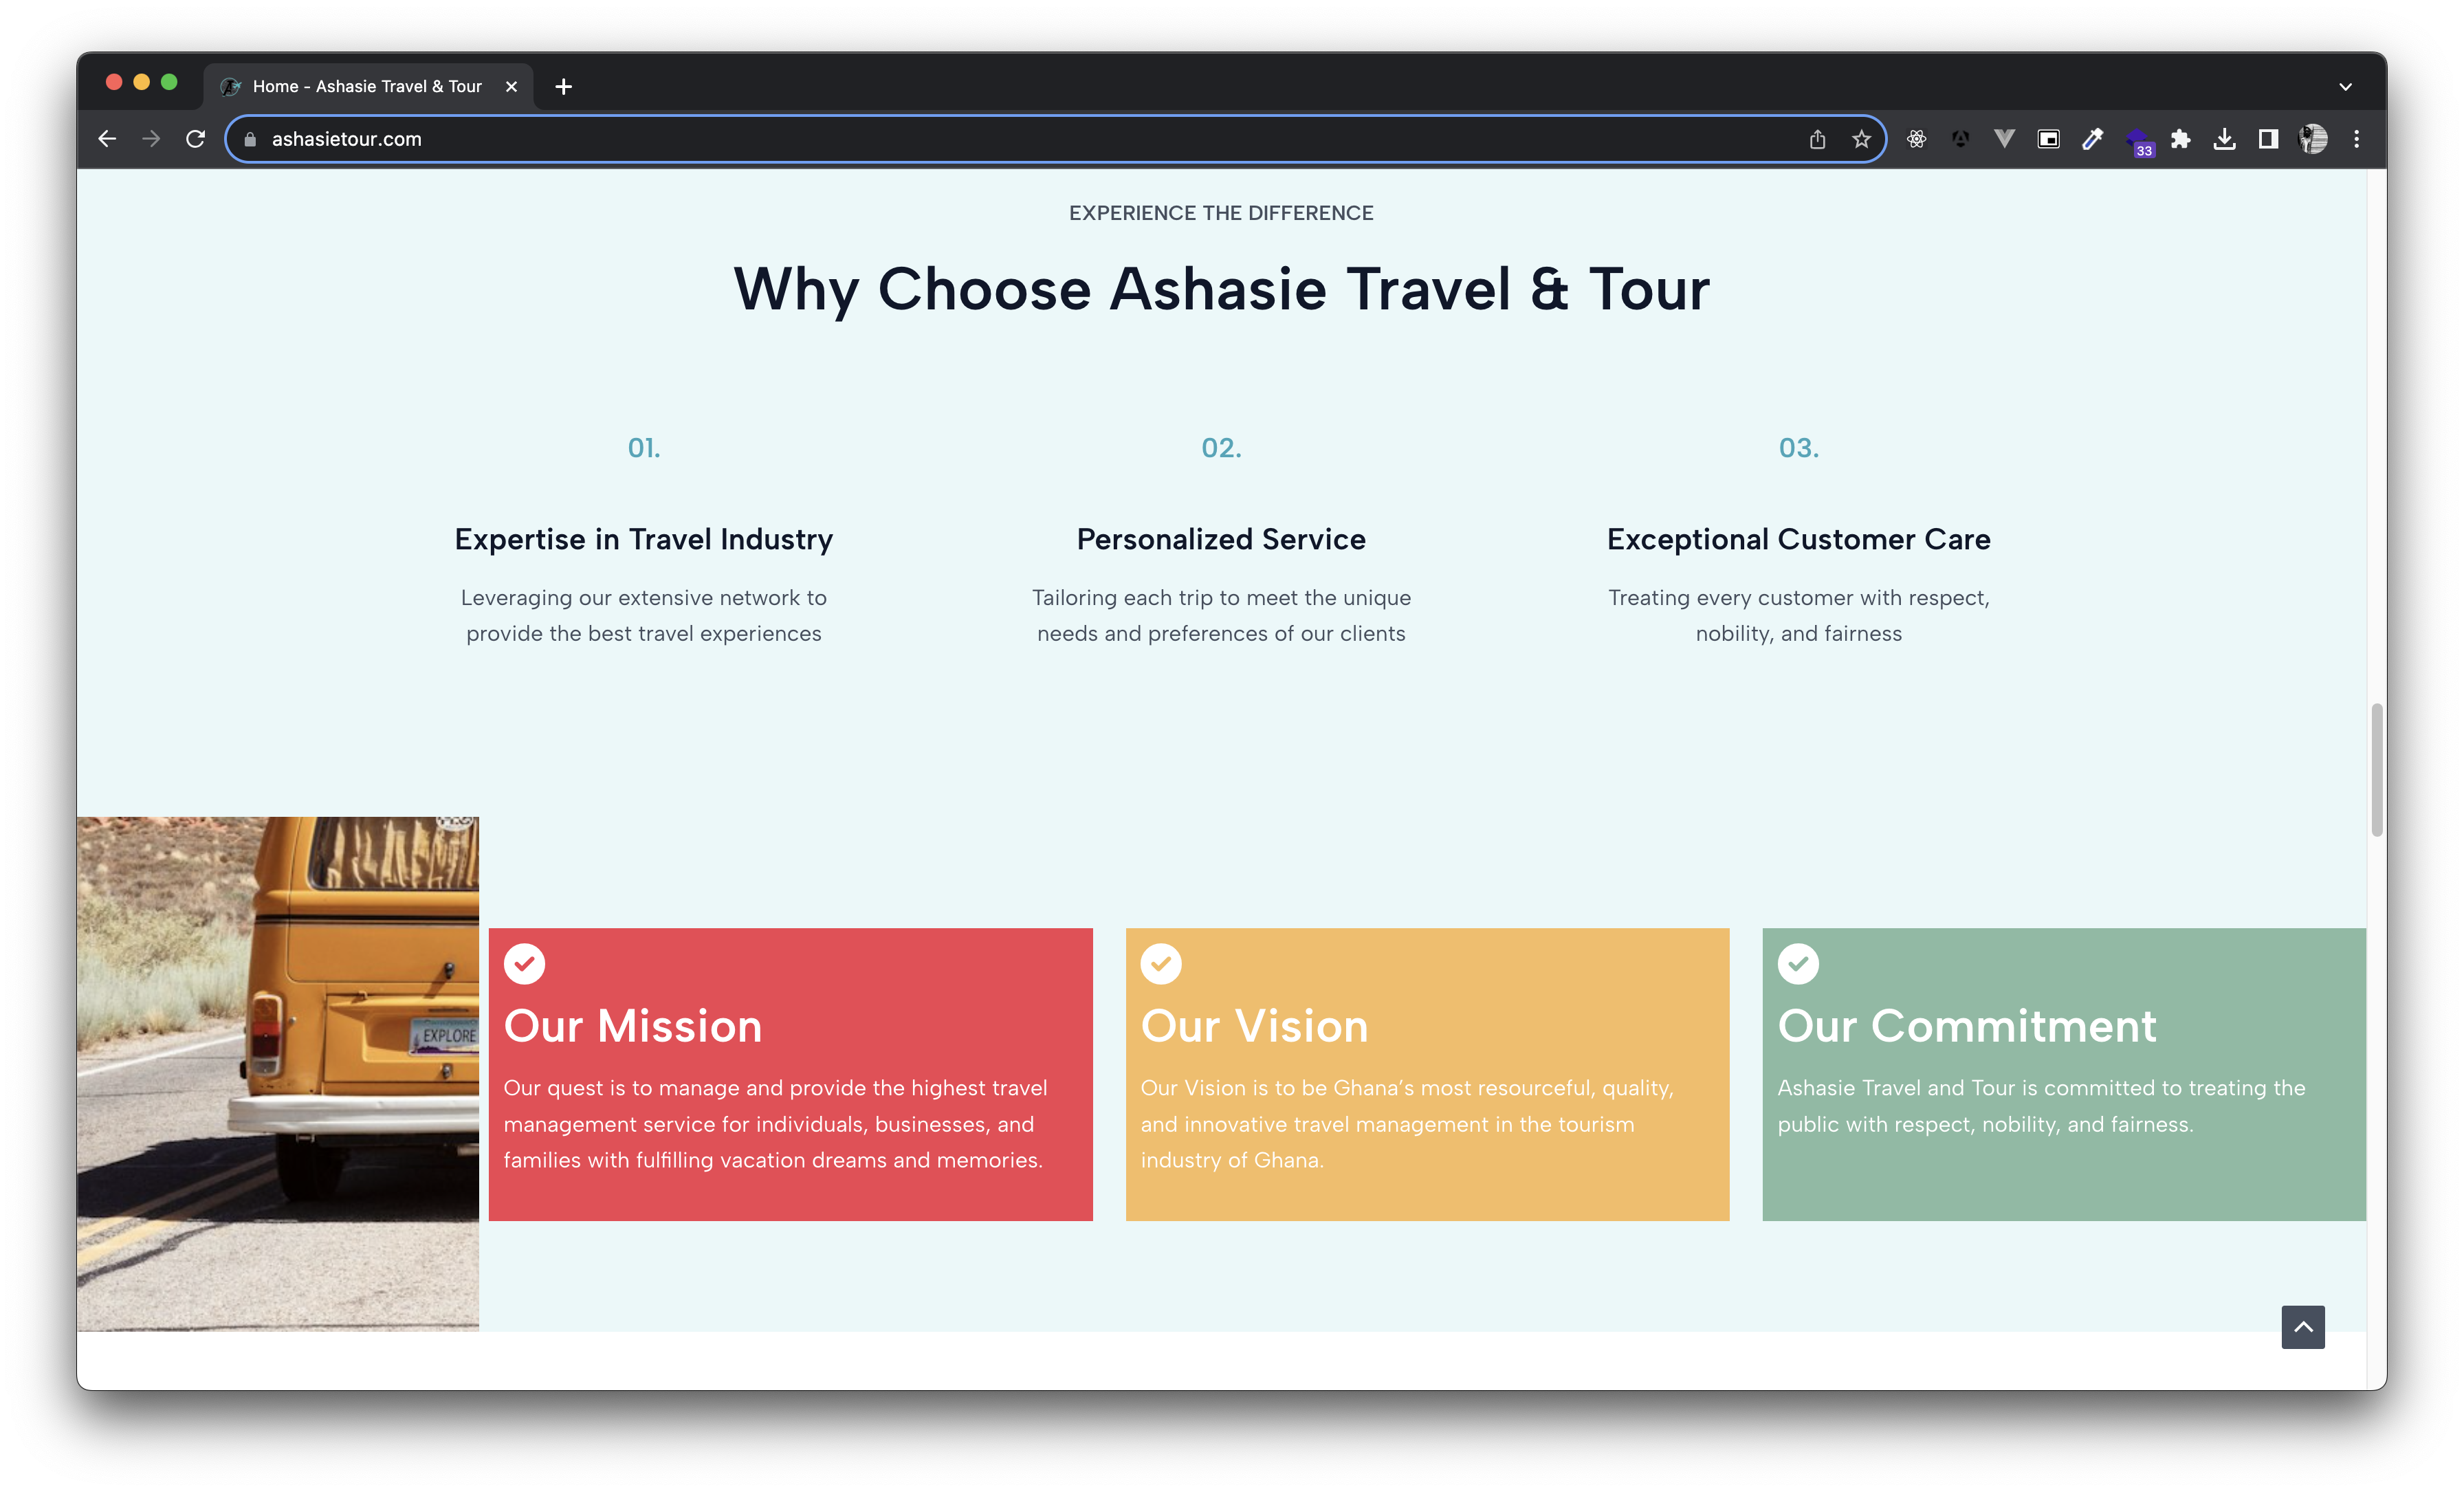 Home - Ashasie Travel & Tour
ashasietour.com
33
EXPERIENCE THE DIFFERENCE
Why Choose Ashasie Travel & Tour
01.
Expertise in Travel Industry
Leveraging our extensive network to
provide the best travel experiences
02.
Personalized Service
Tailoring each trip to meet the unique
needs and preferences of our clients
03.
Exceptional Customer Care
Treating every customer with respect,
nobility, and fairness
EXPLORE
Our Mission
Our quest is to manage and provide the highest travel
management service for individuals, businesses, and
families with fulfilling vacation dreams and memories.
Our Vision
Our Vision is to be Ghana's most resourceful, quality,
and innovative travel management in the tourism
industry of Ghana.
Our Commitment
Ashasie Travel and Tour is committed to treating the
public with respect, nobility, and fairness.